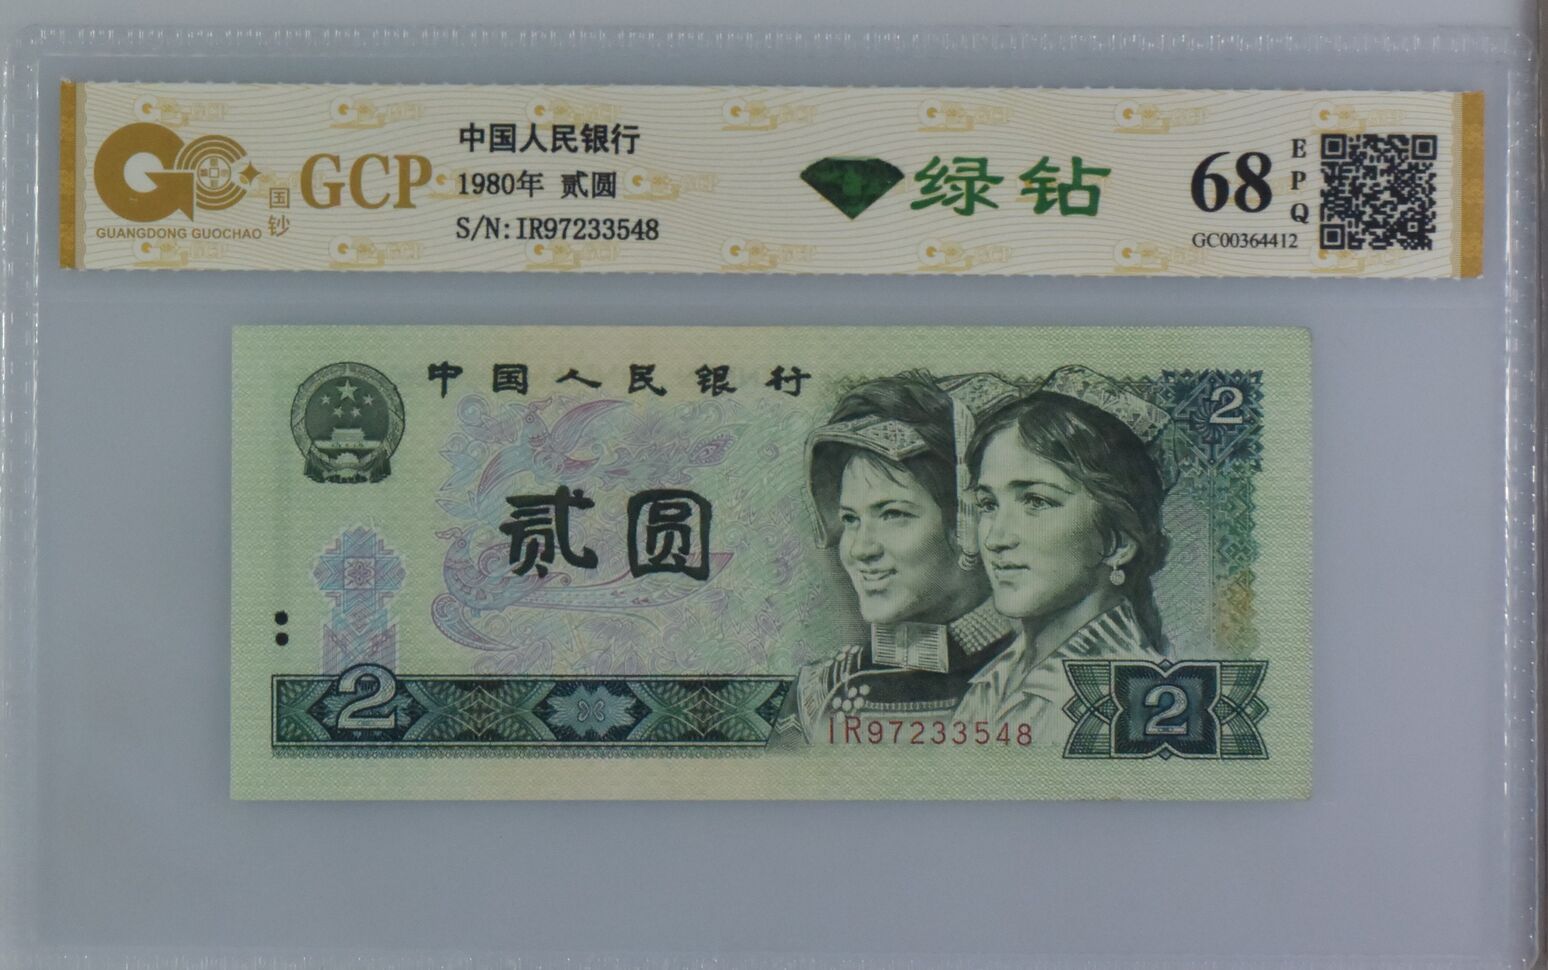 GUANGDONG GUOCHAO
国钞
GCP
中国人民银行
1980年 贰圆
S/N:IR97233548
绿钻
68
EPQ
GC00364412
中国人民银行
2
贰圆
2
IR97233548
2